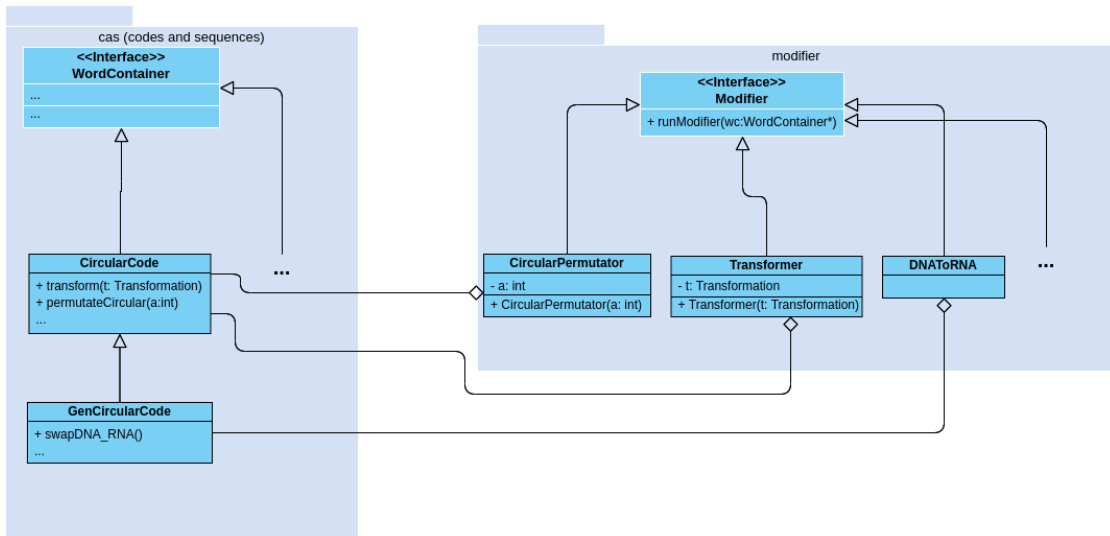 cas (codes and sequences)
<<Interface>>
WordContainer
...
...
...
CircularCode
+ transform(t: Transformation)
+ permutateCircular(a:int)
...
GenCircularCode
+ swapDNA_RNA()
...
modifier
<<Interface>>
Modifier
+ runModifier(wc:WordContainer*)
CircularPermutator
- a: int
+ CircularPermutator(a: int)
Transformer
- t: Transformation
+ Transformer(t: Transformation)
DNAToRNA
...